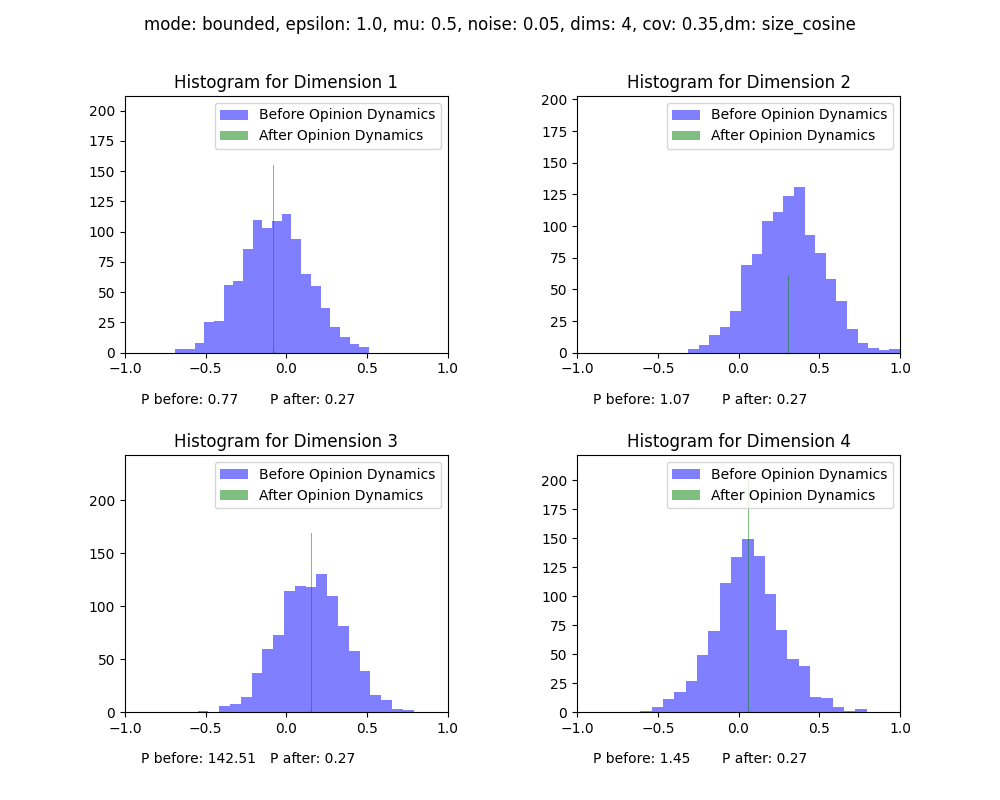 mode: bounded, epsilon: 1.0, mu: 0.5, noise: 0.05, dims: 4, cov: 0.35,dm: size_cosine
Histogram for Dimension 1
Before Opinion Dynamics
After Opinion Dynamics
200
175
150
125
100
75
50
25
0
−1.0 −0.5 0.0 0.5 1.0
P before: 0.77 P after: 0.27
Histogram for Dimension 2
Before Opinion Dynamics
After Opinion Dynamics
200
175
150
125
100
75
50
25
0
−1.0 −0.5 0.0 0.5 1.0
P before: 1.07 P after: 0.27
Histogram for Dimension 3
Before Opinion Dynamics
After Opinion Dynamics
200
150
100
50
0
−1.0 −0.5 0.0 0.5 1.0
P before: 142.51 P after: 0.27
Histogram for Dimension 4
Before Opinion Dynamics
After Opinion Dynamics
200
175
150
125
100
75
50
25
0
−1.0 −0.5 0.0 0.5 1.0
P before: 1.45 P after: 0.27